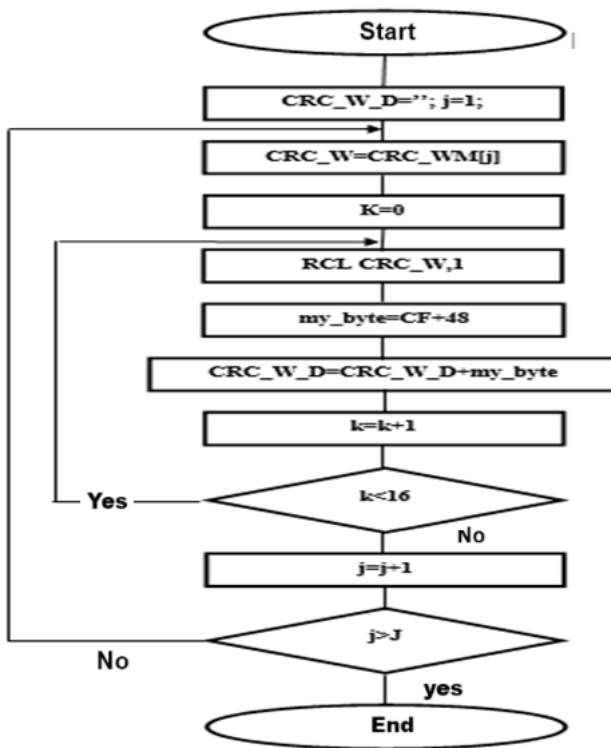 Start
CRC_W_D=’’; j=1;
CRC_W=CRC_WM[j]
K=0
RCL CRC_W,1
my_byte=CF+48
CRC_W_D=CRC_W_D+my_byte
k=k+1
k<16
Yes
No
j=j+1
j>J
No
yes
End